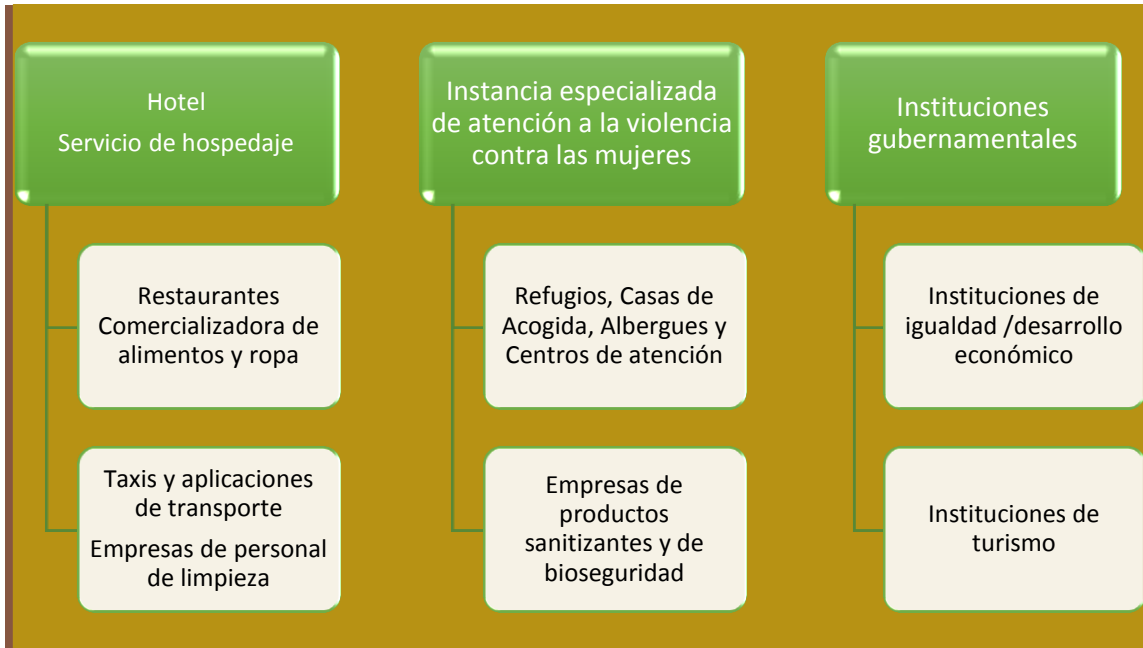 Hotel
Servicio de hospedaje
Restaurantes
Comercializadora de
alimentos y ropa
Taxis y aplicaciones
de transporte
Empresas de personal
de limpieza
Instancia especializada
de atención a la violencia
contra las mujeres
Refugios, Casas de
Acogida, Albergues y
Centros de atención
Empresas de
productos
sanitizantes y de
bioseguridad
Instituciones
gubernamentales
Instituciones de
igualdad /desarrollo
económico
Instituciones de
turismo